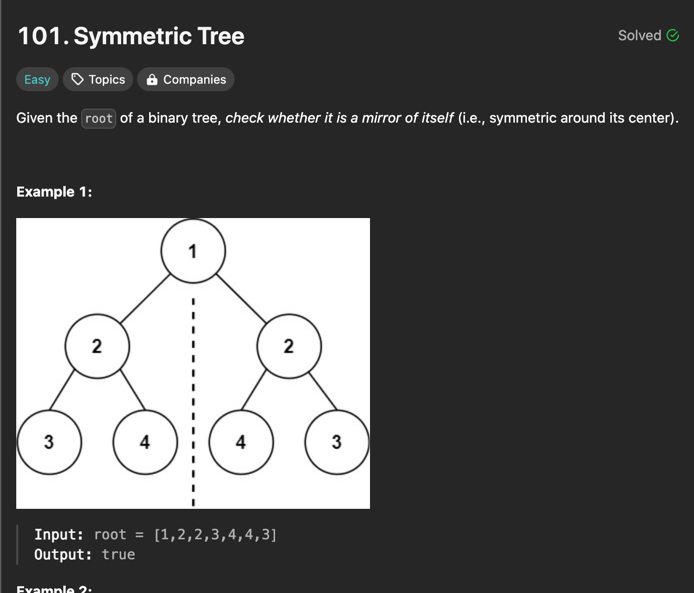 101. Symmetric Tree
Solved
Easy Topics Companies
Given the root of a binary tree, check whether it is a mirror of itself (i.e., symmetric around its center).
Example 1:
1
2 2
3 4 4 3
Input: root = [1,2,2,3,4,4,3]
Output: true
Example 2: